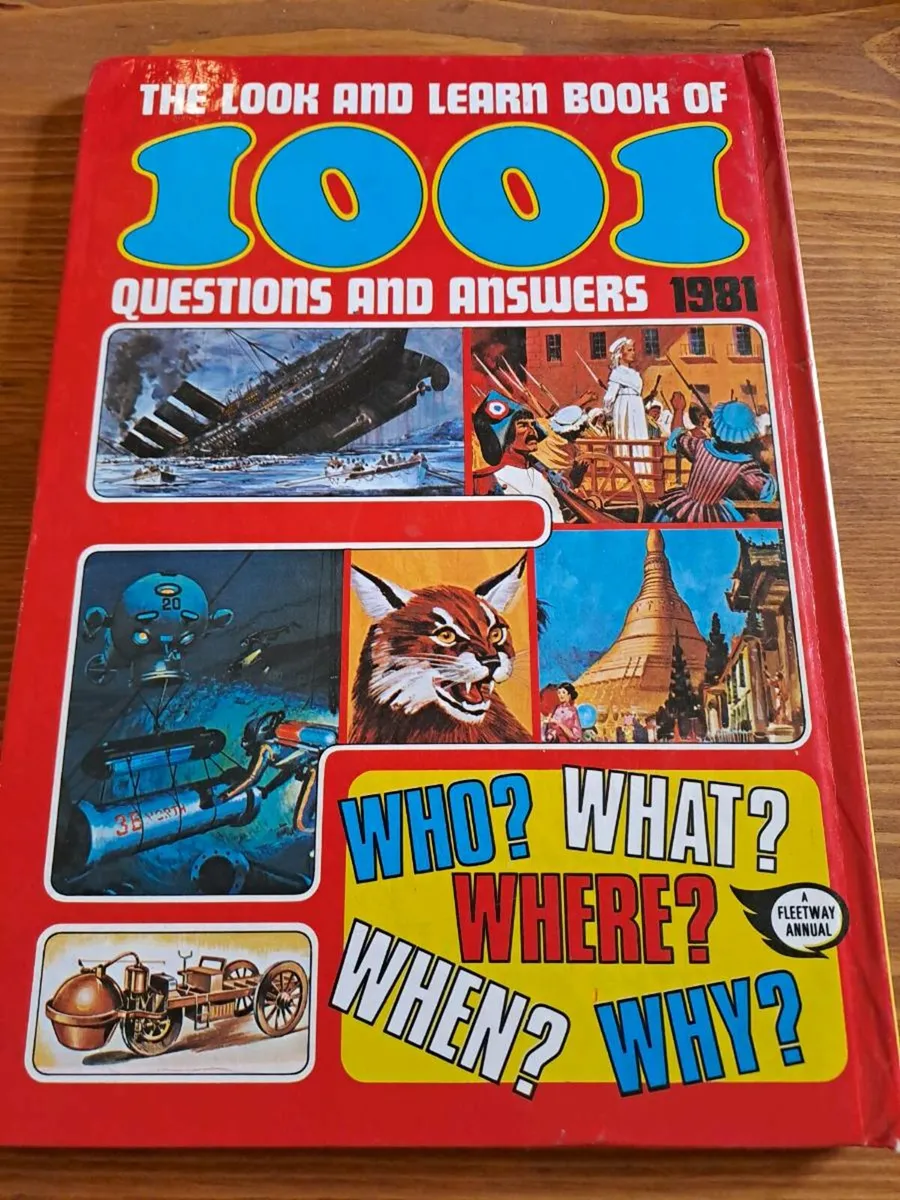 THE LOOK AND LEARN BOOK OF
1001
QUESTIONS AND ANSWERS 1981
20
WHO? WHAT?
WHERE?
A
FLEETWAY
ANNUAL
WHEN? WHY?